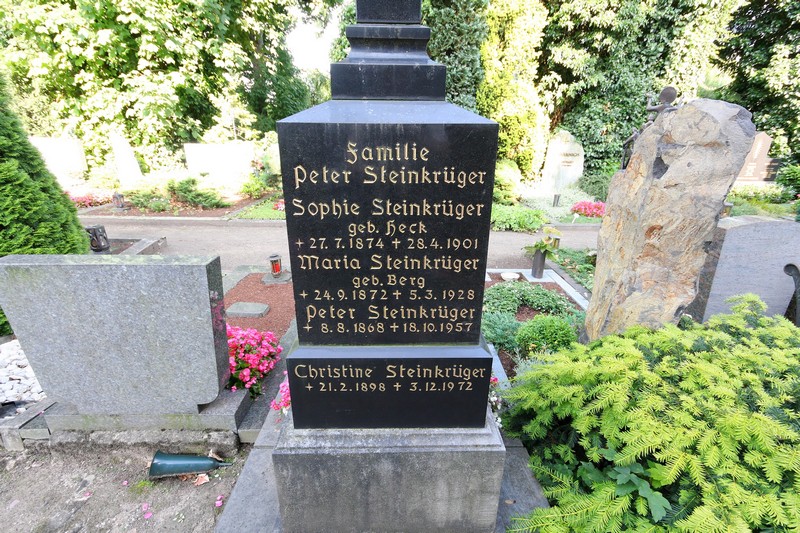 Familie
Peter Steinkrüger
Sophie Steinkrüger
geb. Heck
+ 27. 7. 1874 + 28. 4. 1901
Maria Steinkrüger
geb. Berg
+ 24. 9. 1872 + 5. 3. 1928
Peter Steinkrüger
+ 8. 8. 1868 + 18. 10. 1957
Christine Steinkrüger
+ 21. 2. 1898 + 3. 12. 1972